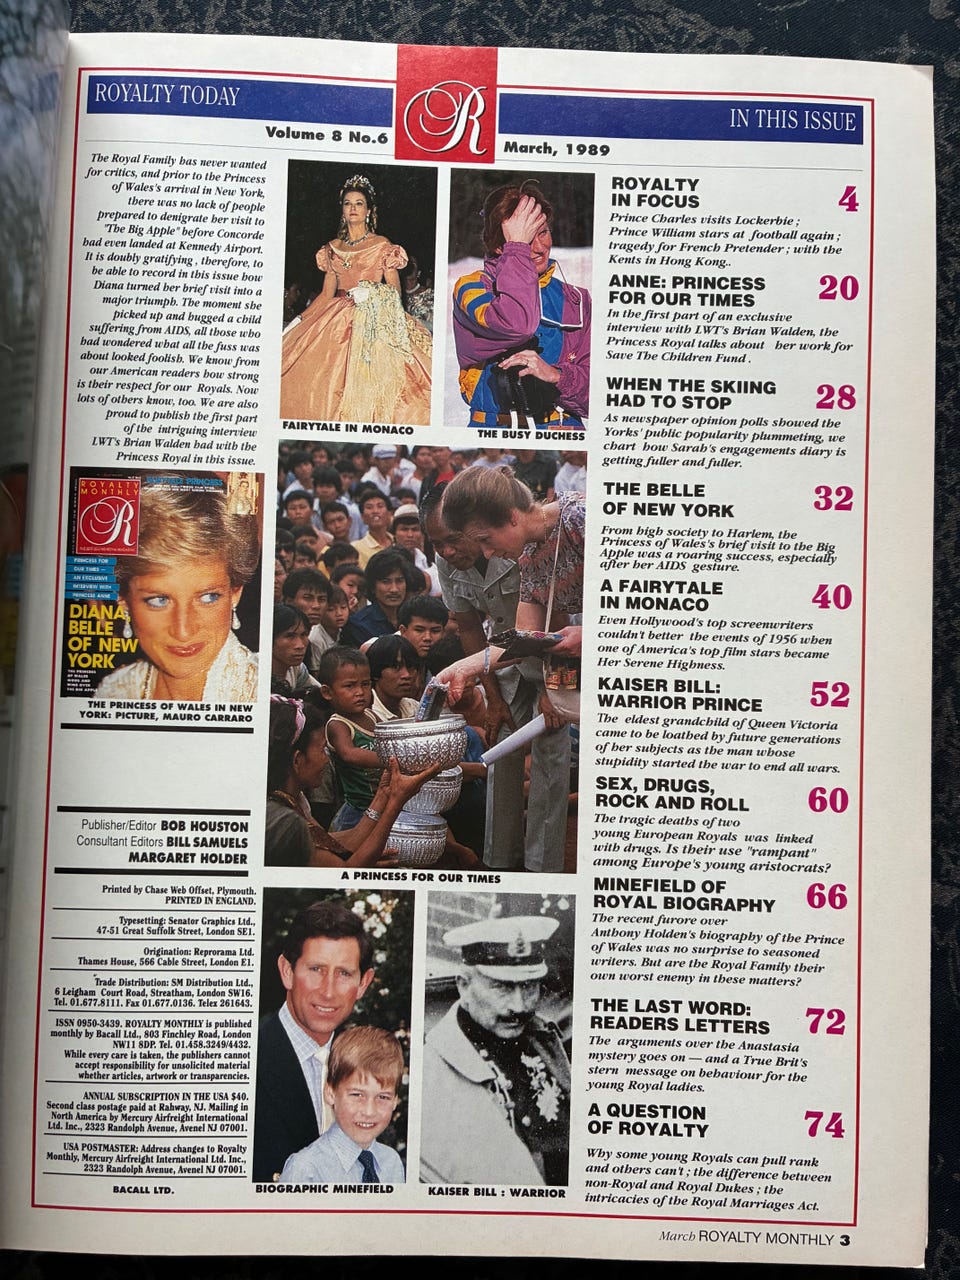 ROYALTY TODAY
R
IN THIS ISSUE
Volume 8 No.6
March, 1989
The Royal Family has never wanted
for critics, and prior to the Princess
of Wales's arrival in New York,
there was no lack of people
prepared to denigrate her visit to
"The Big Apple" before Concorde
had even landed at Kennedy Airport.
It is doubly gratifying, therefore, to
be able to record in this issue how
Diana turned her brief visit into a
major triumph. The moment she
picked up and hugged a child
suffering from AIDS, all those who
had wondered what all the fuss was
about looked foolish. We know from
our American readers how strong
is their respect for our Royals. Now
lots of others know, too. We are also
proud to publish the first part
of the intriguing interview
LWT's Brian Walden had with the
Princess Royal in this issue.
ROYALTY
MONTHLY
R
PRINCESS FOR
OUR TIMES —
AN EXCLUSIVE
INTERVIEW WITH
PRINCESS ANNE
DIANA,
BELLE
OF NEW
YORK
THE PRINCESS
OF WALES
WOOS AND
WINS OVER
THE BIG APPLE
THE PRINCESS OF WALES IN NEW
YORK: PICTURE, MAURO CARRARO
Publisher/Editor BOB HOUSTON
Consultant Editors BILL SAMUELS
MARGARET HOLDER
Printed by Chase Web Offset, Plymouth.
PRINTED IN ENGLAND.
Typesetting: Senator Graphics Ltd.,
47-51 Great Suffolk Street, London SE1.
Origination: Reprorama Ltd.
Thames House, 566 Cable Street, London E1.
Trade Distribution: SM Distribution Ltd.,
6 Leigham Court Road, Streatham, London SW16.
Tel. 01.677.8111. Fax 01.677.0136. Telex 261643.
ISSN 0950-3439. ROYALTY MONTHLY is published
monthly by Bacall Ltd., 803 Finchley Road, London
NW11 8DP. Tel. 01.458.3249/4432.
While every care is taken, the publishers cannot
accept responsibility for unsolicited material
whether articles, artwork or transparencies.
ANNUAL SUBSCRIPTION IN THE USA $40.
Second class postage paid at Rahway, NJ. Mailing in
North America by Mercury Airfreight International
Ltd. Inc., 2323 Randolph Avenue, Avenel NJ 07001.
USA POSTMASTER: Address changes to Royalty
Monthly, Mercury Airfreight International Ltd. Inc.,
2323 Randolph Avenue, Avenel NJ 07001.
BACALL LTD.
FAIRYTALE IN MONACO
THE BUSY DUCHESS
A PRINCESS FOR OUR TIMES
BIOGRAPHIC MINEFIELD
KAISER BILL : WARRIOR
ROYALTY
IN FOCUS 4
Prince Charles visits Lockerbie ;
Prince William stars at football again ;
tragedy for French Pretender ; with the
Kents in Hong Kong..
ANNE: PRINCESS
FOR OUR TIMES 20
In the first part of an exclusive
interview with LWT's Brian Walden, the
Princess Royal talks about her work for
Save The Children Fund .
WHEN THE SKIING
HAD TO STOP 28
As newspaper opinion polls showed the
Yorks' public popularity plummeting, we
chart how Sarah's engagements diary is
getting fuller and fuller.
THE BELLE
OF NEW YORK 32
From high society to Harlem, the
Princess of Wales's brief visit to the Big
Apple was a roaring success, especially
after her AIDS gesture.
A FAIRYTALE
IN MONACO 40
Even Hollywood's top screenwriters
couldn't better the events of 1956 when
one of America's top film stars became
Her Serene Highness.
KAISER BILL:
WARRIOR PRINCE 52
The eldest grandchild of Queen Victoria
came to be loathed by future generations
of her subjects as the man whose
stupidity started the war to end all wars.
SEX, DRUGS,
ROCK AND ROLL 60
The tragic deaths of two
young European Royals was linked
with drugs. Is their use "rampant"
among Europe's young aristocrats?
MINEFIELD OF
ROYAL BIOGRAPHY 66
The recent furore over
Anthony Holden's biography of the Prince
of Wales was no surprise to seasoned
writers. But are the Royal Family their
own worst enemy in these matters?
THE LAST WORD:
READERS LETTERS 72
The arguments over the Anastasia
mystery goes on — and a True Brit's
stern message on behaviour for the
young Royal ladies.
A QUESTION
OF ROYALTY 74
Why some young Royals can pull rank
and others can't ; the difference between
non-Royal and Royal Dukes ; the
intricacies of the Royal Marriages Act.
March ROYALTY MONTHLY 3